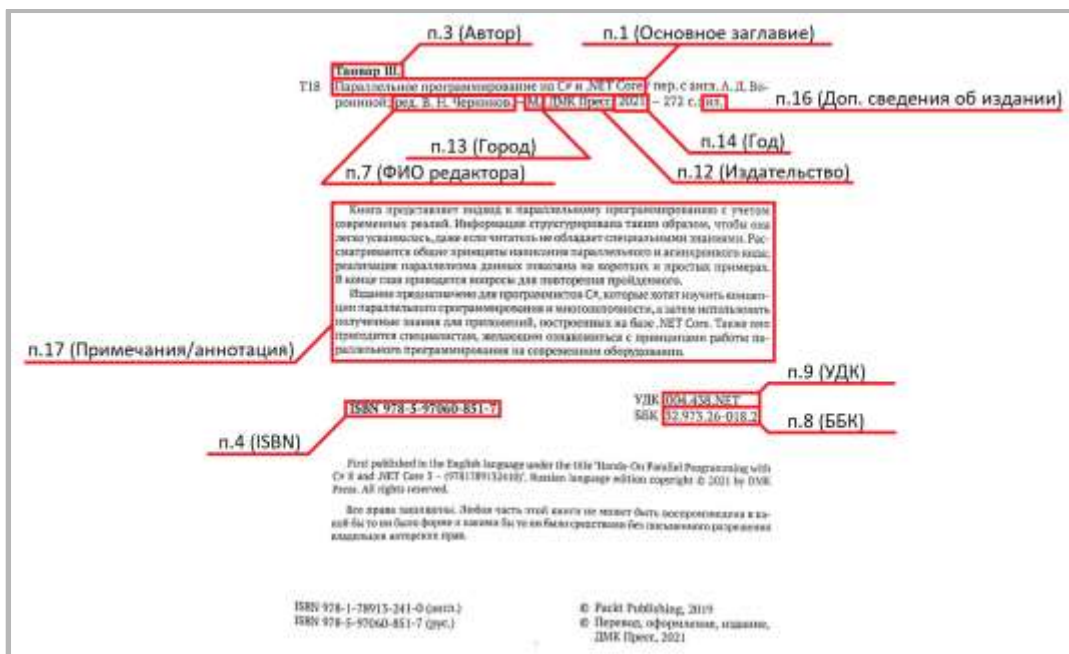 п.3 (Автор)
п.1 (Основное заглавие)
Танвар Ш.
Т18 Параллельное программирование на C# и .NET Core / пер. с англ. А. Д. Во-
рониной; ред. В. Н. Черников. – М.: ДМК Пресс, 2021. – 272 с.: ил.
п.16 (Доп. сведения об издании)
п.14 (Год)
п.13 (Город)
п.12 (Издательство)
п.7 (ФИО редактора)
Книга представляет подход к параллельному программированию с учетом
современных реалий. Информация структурирована таким образом, чтобы она
легко усваивалась, даже если читатель не обладает специальными знаниями. Рас-
сматриваются общие принципы написания параллельного и асинхронного кода;
реализация параллелизма данных показана на коротких и простых примерах.
В конце глав приводятся вопросы для повторения пройденного.
Издание предназначено для программистов C#, которые хотят изучить концеп-
ции параллельного программирования и многопоточности, а затем использовать
полученные знания для приложений, построенных на базе .NET Core. Также оно
пригодится специалистам, желающим ознакомиться с принципами работы па-
раллельного программирования на современном оборудовании.
п.17 (Примечания/аннотация)
п.9 (УДК)
УДК 004.438.NET
ISBN 978-5-97060-851-7
ББК 32.973.26-018.2
п.8 (ББК)
п.4 (ISBN)
First published in the English language under the title 'Hands-On Parallel Programming with
C# 8 and .NET Core 3 – (9781789132410)'. Russian language edition copyright © 2021 by DMK
Press. All rights reserved.
Все права защищены. Любая часть этой книги не может быть воспроизведена в ка-
кой бы то ни было форме и какими бы то ни было средствами без письменного разрешения
владельцев авторских прав.
ISBN 978-1-78913-241-0 (англ.)
ISBN 978-5-97060-851-7 (рус.)
© Packt Publishing, 2019
© Перевод, оформление, издание,
ДМК Пресс, 2021